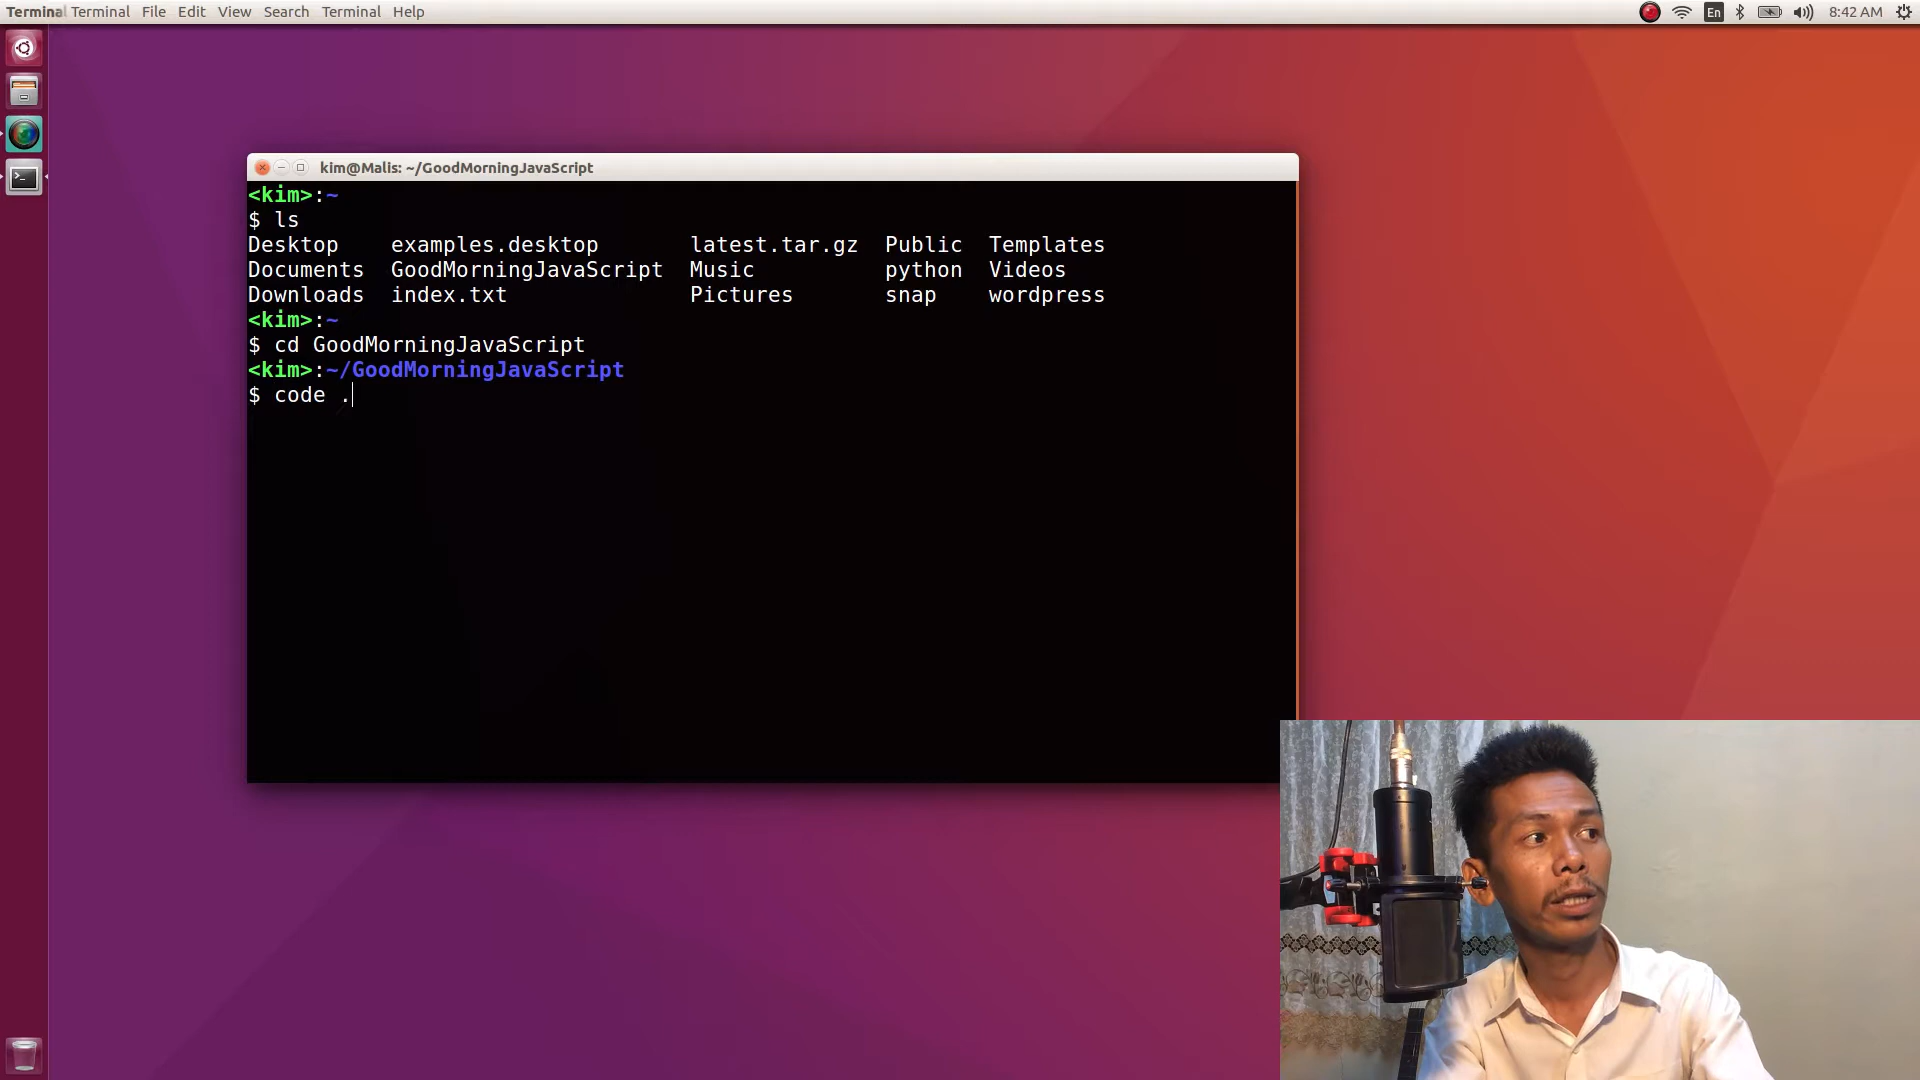 Terminal Terminal File Edit View Search Terminal Help
En 8:42 AM
kim@Malis: ~/GoodMorningJavaScript
<kim>:~
$ ls
Desktop examples.desktop latest.tar.gz Public Templates
Documents GoodMorningJavaScript Music python Videos
Downloads index.txt Pictures snap wordpress
<kim>:~
$ cd GoodMorningJavaScript
<kim>:~/GoodMorningJavaScript
$ code .